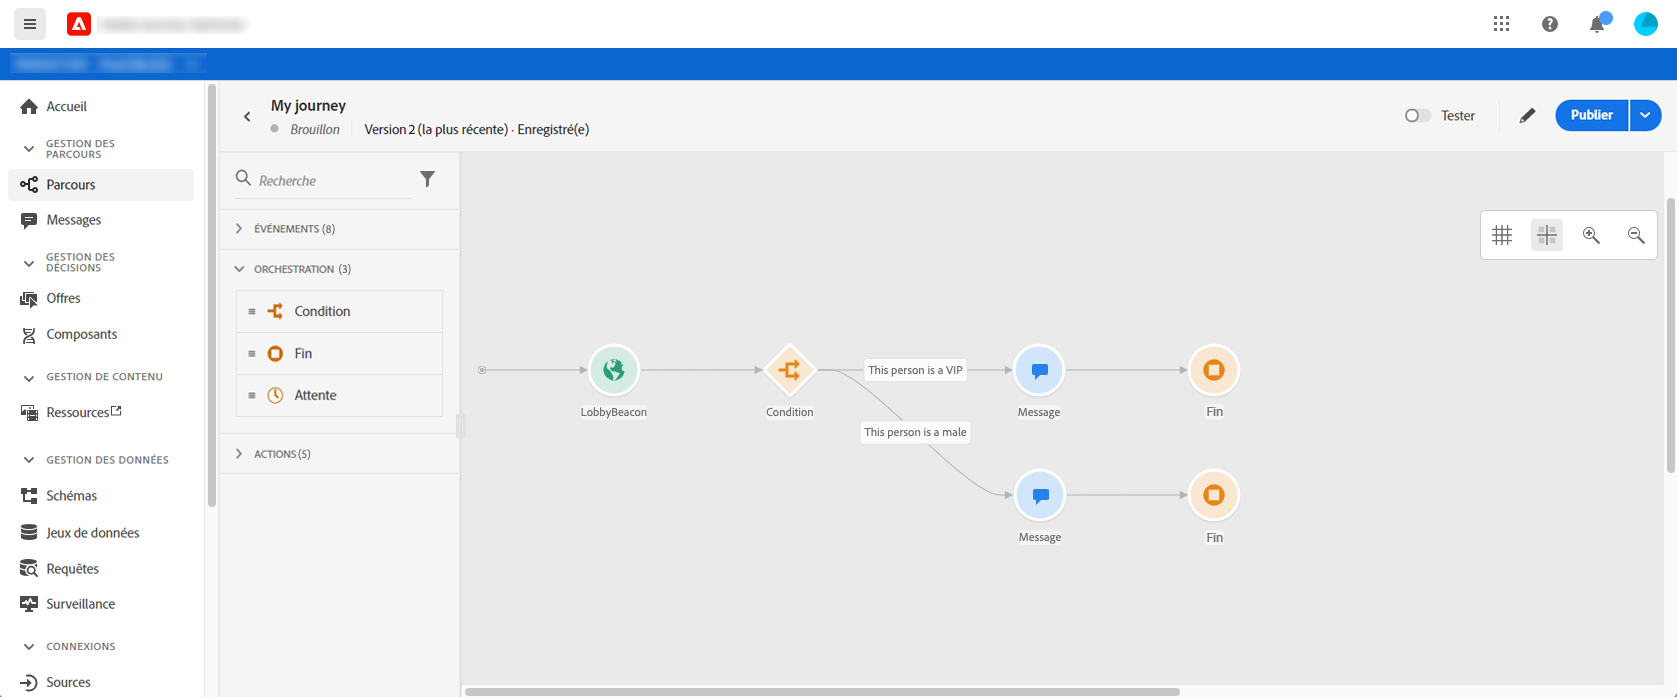 My journey
Brouillon
Version 2 (la plus récente) · Enregistré(e)
Tester
Publier
Accueil
GESTION DES
PARCOURS
Parcours
Messages
GESTION DES
DÉCISIONS
Offres
Composants
GESTION DE CONTENU
Ressources
GESTION DES DONNÉES
Schémas
Jeux de données
Requêtes
Surveillance
CONNEXIONS
Sources
Recherche
ÉVÉNEMENTS (8)
ORCHESTRATION (3)
Condition
Fin
Attente
ACTIONS (5)
LobbyBeacon
Condition
This person is a VIP
Message
Fin
This person is a male
Message
Fin